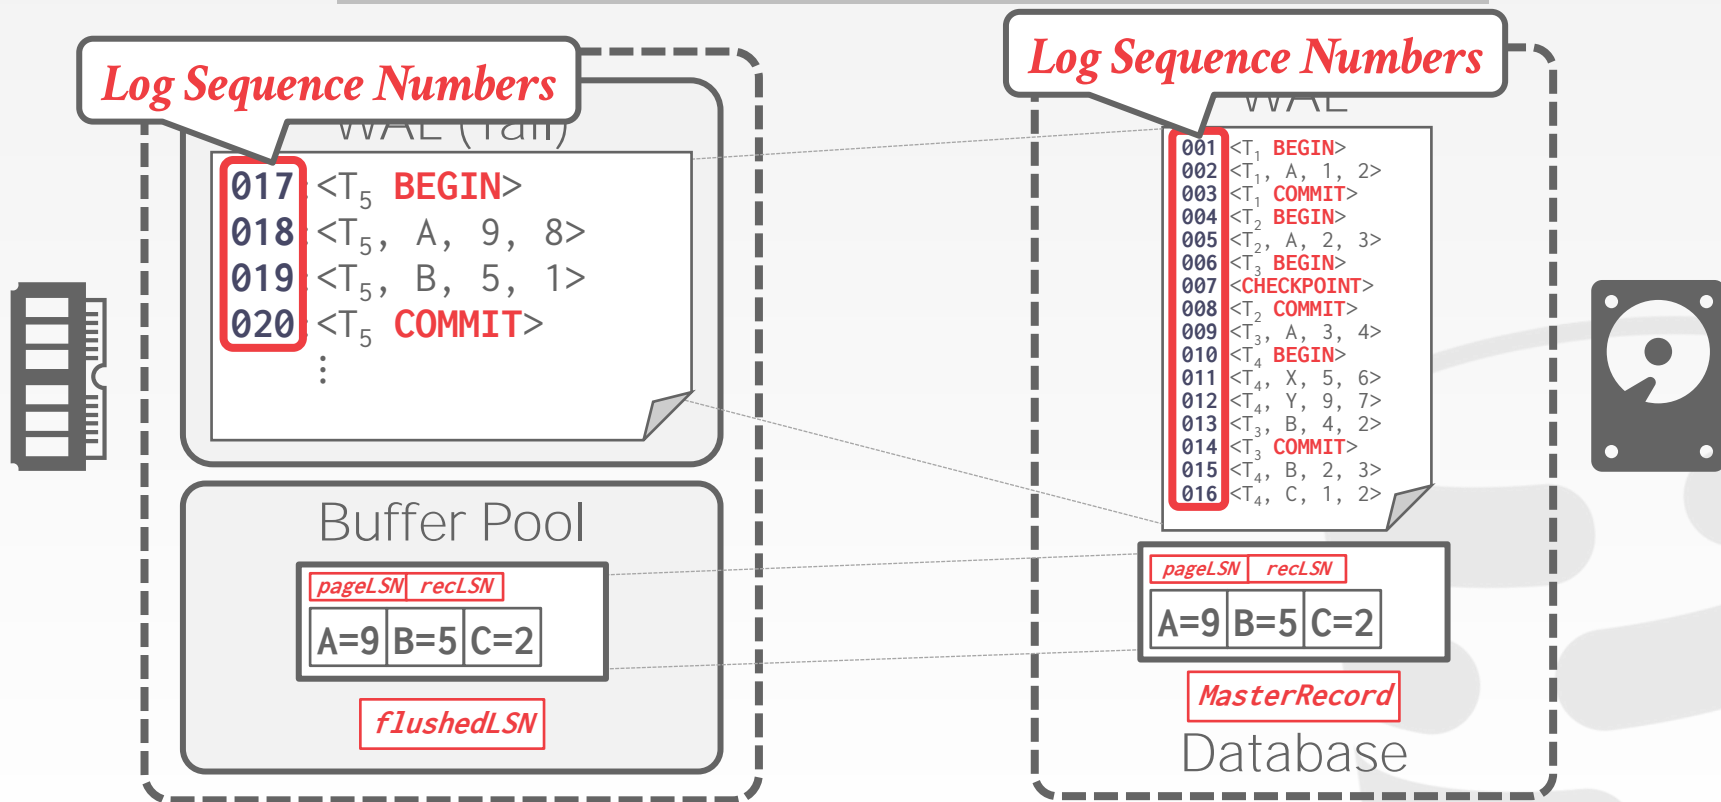 Log Sequence Numbers
WAL (Tail)
017 <T5 BEGIN>
018 <T5, A, 9, 8>
019 <T5, B, 5, 1>
020 <T5 COMMIT>
⋮
Buffer Pool
pageLSN recLSN
A=9 B=5 C=2
flushedLSN
Log Sequence Numbers
WAL
001 <T1 BEGIN>
002 <T1, A, 1, 2>
003 <T1 COMMIT>
004 <T2 BEGIN>
005 <T2, A, 2, 3>
006 <T3 BEGIN>
007 <CHECKPOINT>
008 <T2 COMMIT>
009 <T3, A, 3, 4>
010 <T4 BEGIN>
011 <T4, X, 5, 6>
012 <T4, Y, 9, 7>
013 <T3, B, 4, 2>
014 <T3 COMMIT>
015 <T4, B, 2, 3>
016 <T4, C, 1, 2>
pageLSN recLSN
A=9 B=5 C=2
MasterRecord
Database